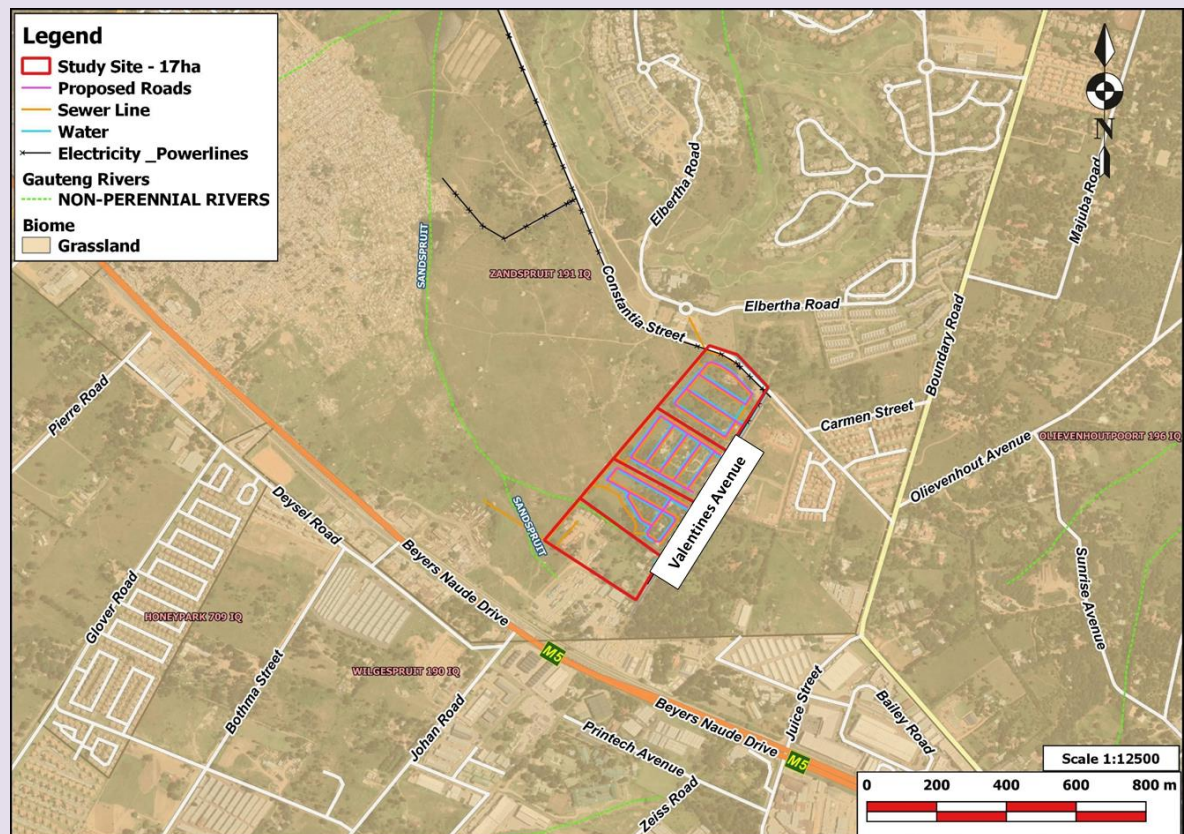 Legend
Study Site - 17ha
Proposed Roads
Sewer Line
Water
Electricity _Powerlines
Gauteng Rivers
NON-PERENNIAL RIVERS
Biome
Grassland
N
Majuba Road
Elbertha Road
SANDSPRUIT
ZANDSPRUIT 191 IQ
Constantia Street
Elbertha Road
Boundary Road
Pierre Road
Carmen Street
OLIEVENHOUTPOORT 196 IQ
Olievenhout Avenue
Valentines Avenue
Deysel Road
SANDSPRUIT
Beyers Naude Drive
Sunrise Avenue
Glover Road
HONEYPARK 709 IQ
Bothma Street
WILGESPRUIT 190 IQ
M5
Johan Road
Beyers Naude Drive
Juice Street
Bailey Road
Printech Avenue
M5
Zeiss Road
Scale 1:12500
0 200 400 600 800 m